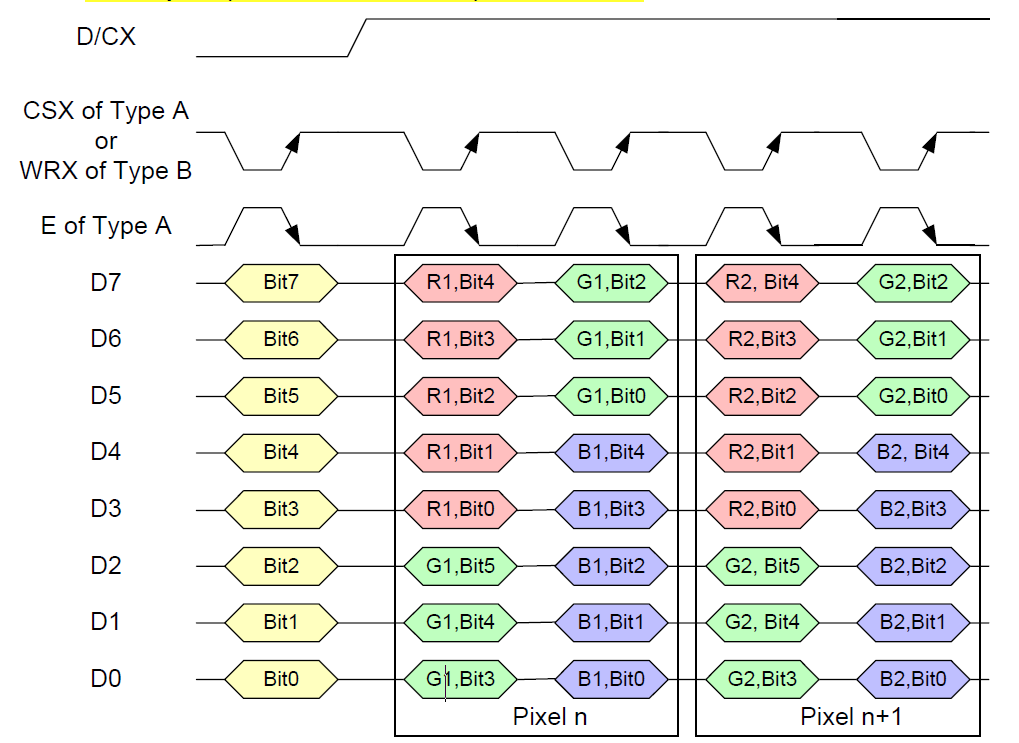 D/CX
CSX of Type A
or
WRX of Type B
E of Type A
D7 Bit7 R1,Bit4 G1,Bit2 R2, Bit4 G2,Bit2
D6 Bit6 R1,Bit3 G1,Bit1 R2,Bit3 G2,Bit1
D5 Bit5 R1,Bit2 G1,Bit0 R2,Bit2 G2,Bit0
D4 Bit4 R1,Bit1 B1,Bit4 R2,Bit1 B2, Bit4
D3 Bit3 R1,Bit0 B1,Bit3 R2,Bit0 B2,Bit3
D2 Bit2 G1,Bit5 B1,Bit2 G2, Bit5 B2,Bit2
D1 Bit1 G1,Bit4 B1,Bit1 G2, Bit4 B2,Bit1
D0 Bit0 G1,Bit3 B1,Bit0 G2,Bit3 B2,Bit0
Pixel n Pixel n+1